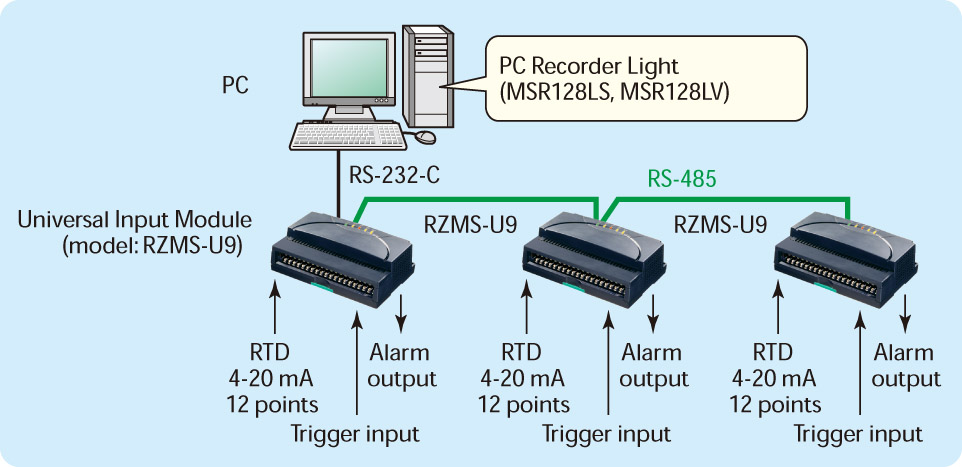 PC
PC Recorder Light
(MSR128LS, MSR128LV)
RS-232-C
RS-485
Universal Input Module
(model: RZMS-U9)
RZMS-U9
RZMS-U9
RTD
4-20 mA
12 points
Alarm
output
Trigger input
RTD
4-20 mA
12 points
Alarm
output
Trigger input
RTD
4-20 mA
12 points
Alarm
output
Trigger input